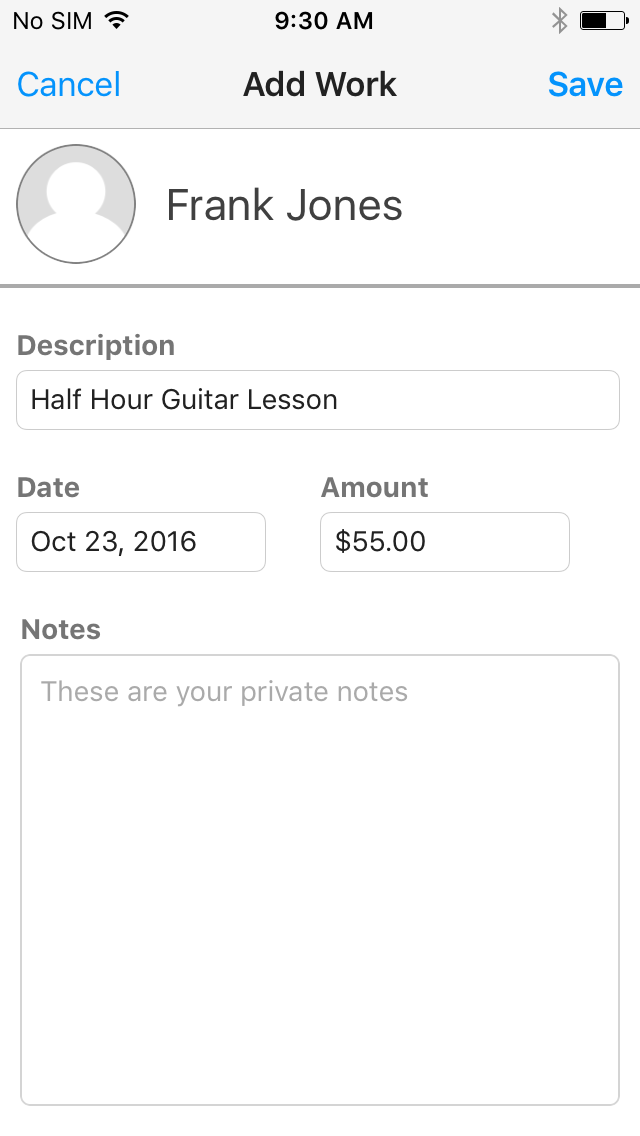 No SIM 9:30 AM
Cancel Add Work Save
Frank Jones
Description
Half Hour Guitar Lesson
Date Amount
Oct 23, 2016 $55.00
Notes
These are your private notes